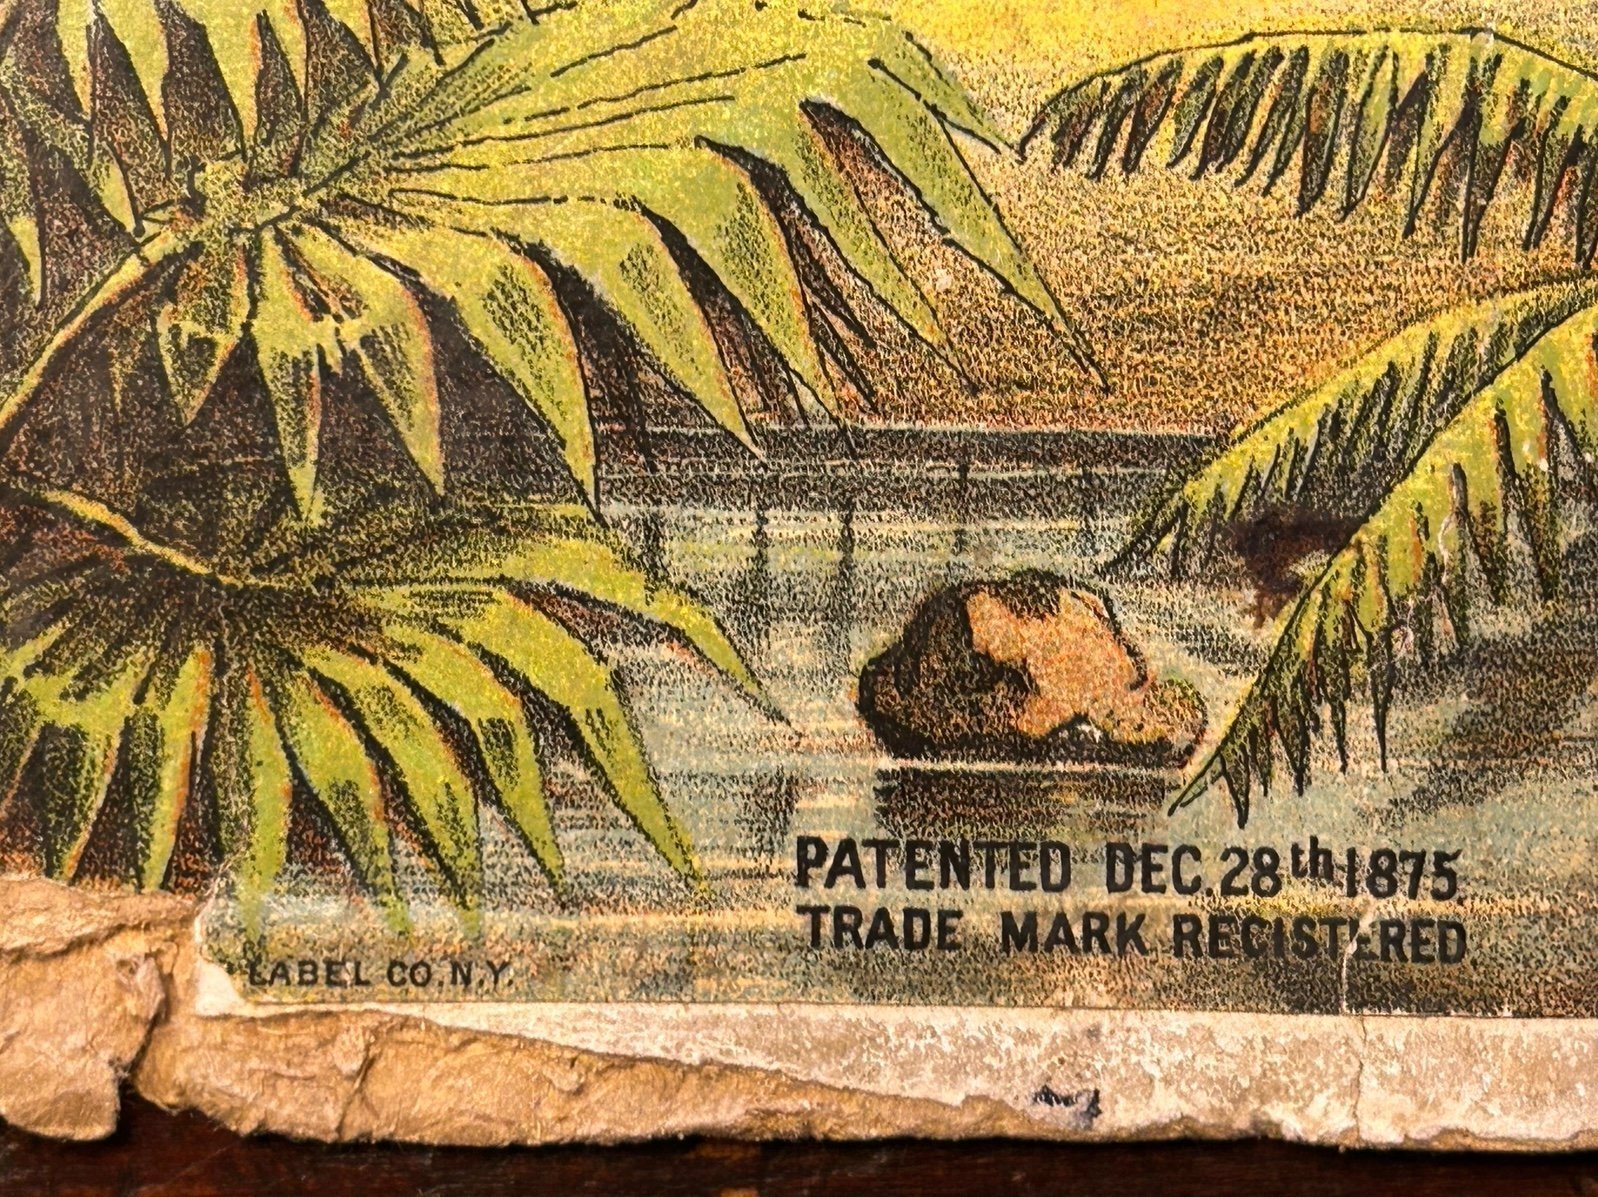 PATENTED DEC. 28th 1875.
TRADE MARK REGISTERED
LABEL CO. N.Y.